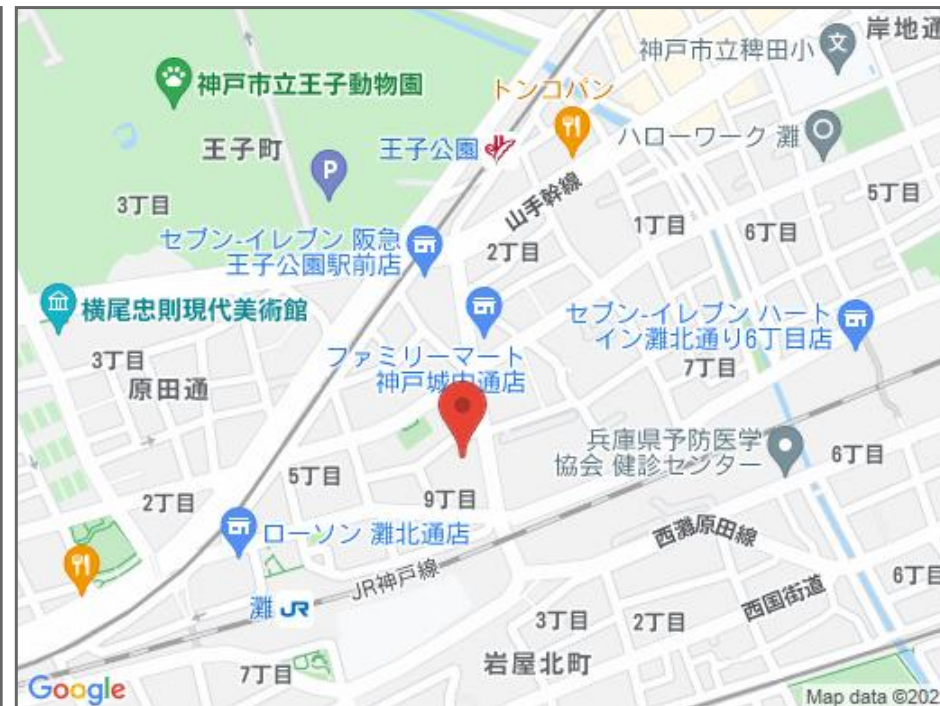 岸地通
神戸市立稗田小
文
神戸市立王子動物園
トンコパン
王子町
王子公園
ハローワーク 灘
P
3丁目
山手幹線
5丁目
1丁目
6丁目
セブン-イレブン 阪急
王子公園駅前店
2丁目
横尾忠則現代美術館
セブン-イレブン ハート
イン灘北通り6丁目店
3丁目
ファミリーマート
神戸城内通店
7丁目
原田通
兵庫県予防医学
協会 健診センター
6丁目
5丁目
9丁目
2丁目
ローソン 灘北通店
西灘原田線
JR神戸線
6丁目
灘 JR
西国街道
3丁目
2丁目
岩屋北町
7丁目
Google
Map data ©202